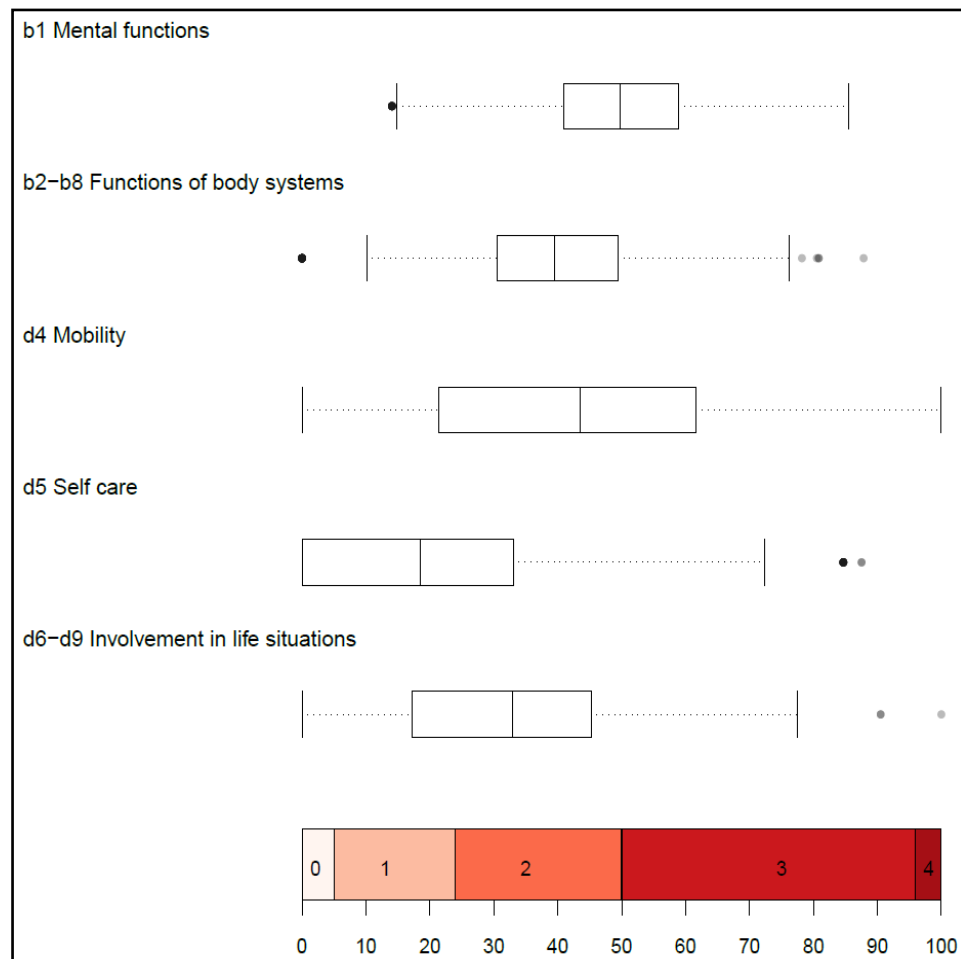 b1 Mental functions
b2−b8 Functions of body systems
d4 Mobility
d5 Self care
d6−d9 Involvement in life situations
0 1 2 3 4
0 10 20 30 40 50 60 70 80 90 100